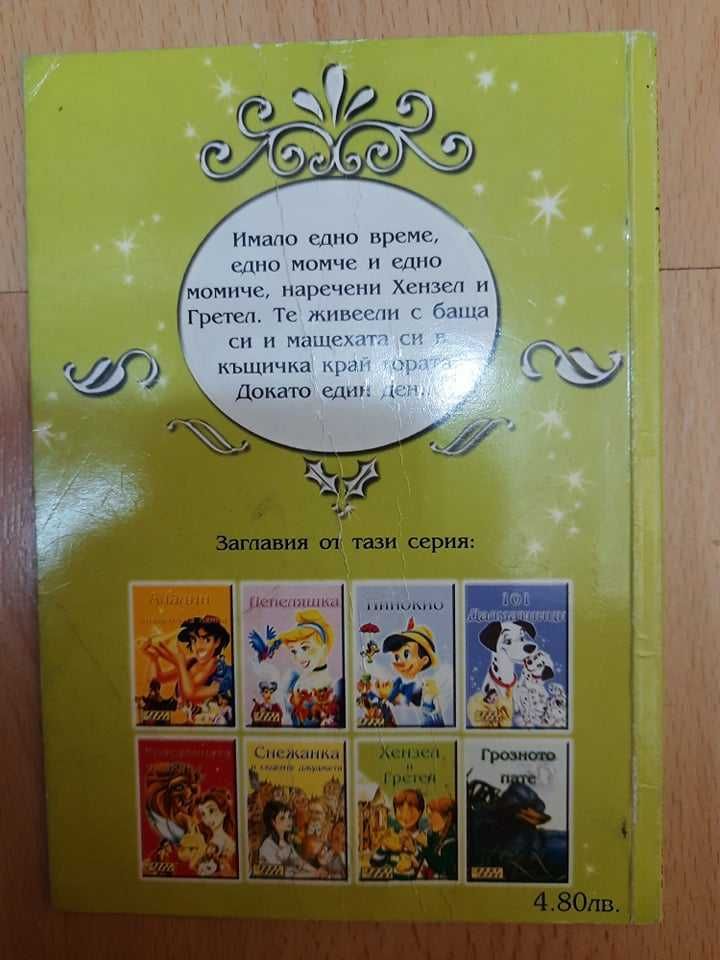 Имало едно време,
едно момче и едно
момиче, наречени Хензел и
Гретел. Те живеели с баща
си и мащехата си в
къщичка край гората.
Докато един ден...
Заглавия от тази серия:
Аладин
Пепеляшка
Пинокио
101
Далматинци
Снежанка
и седемте джуджета
Хензел
и
Гретел
Грозното
пате
4.80лв.